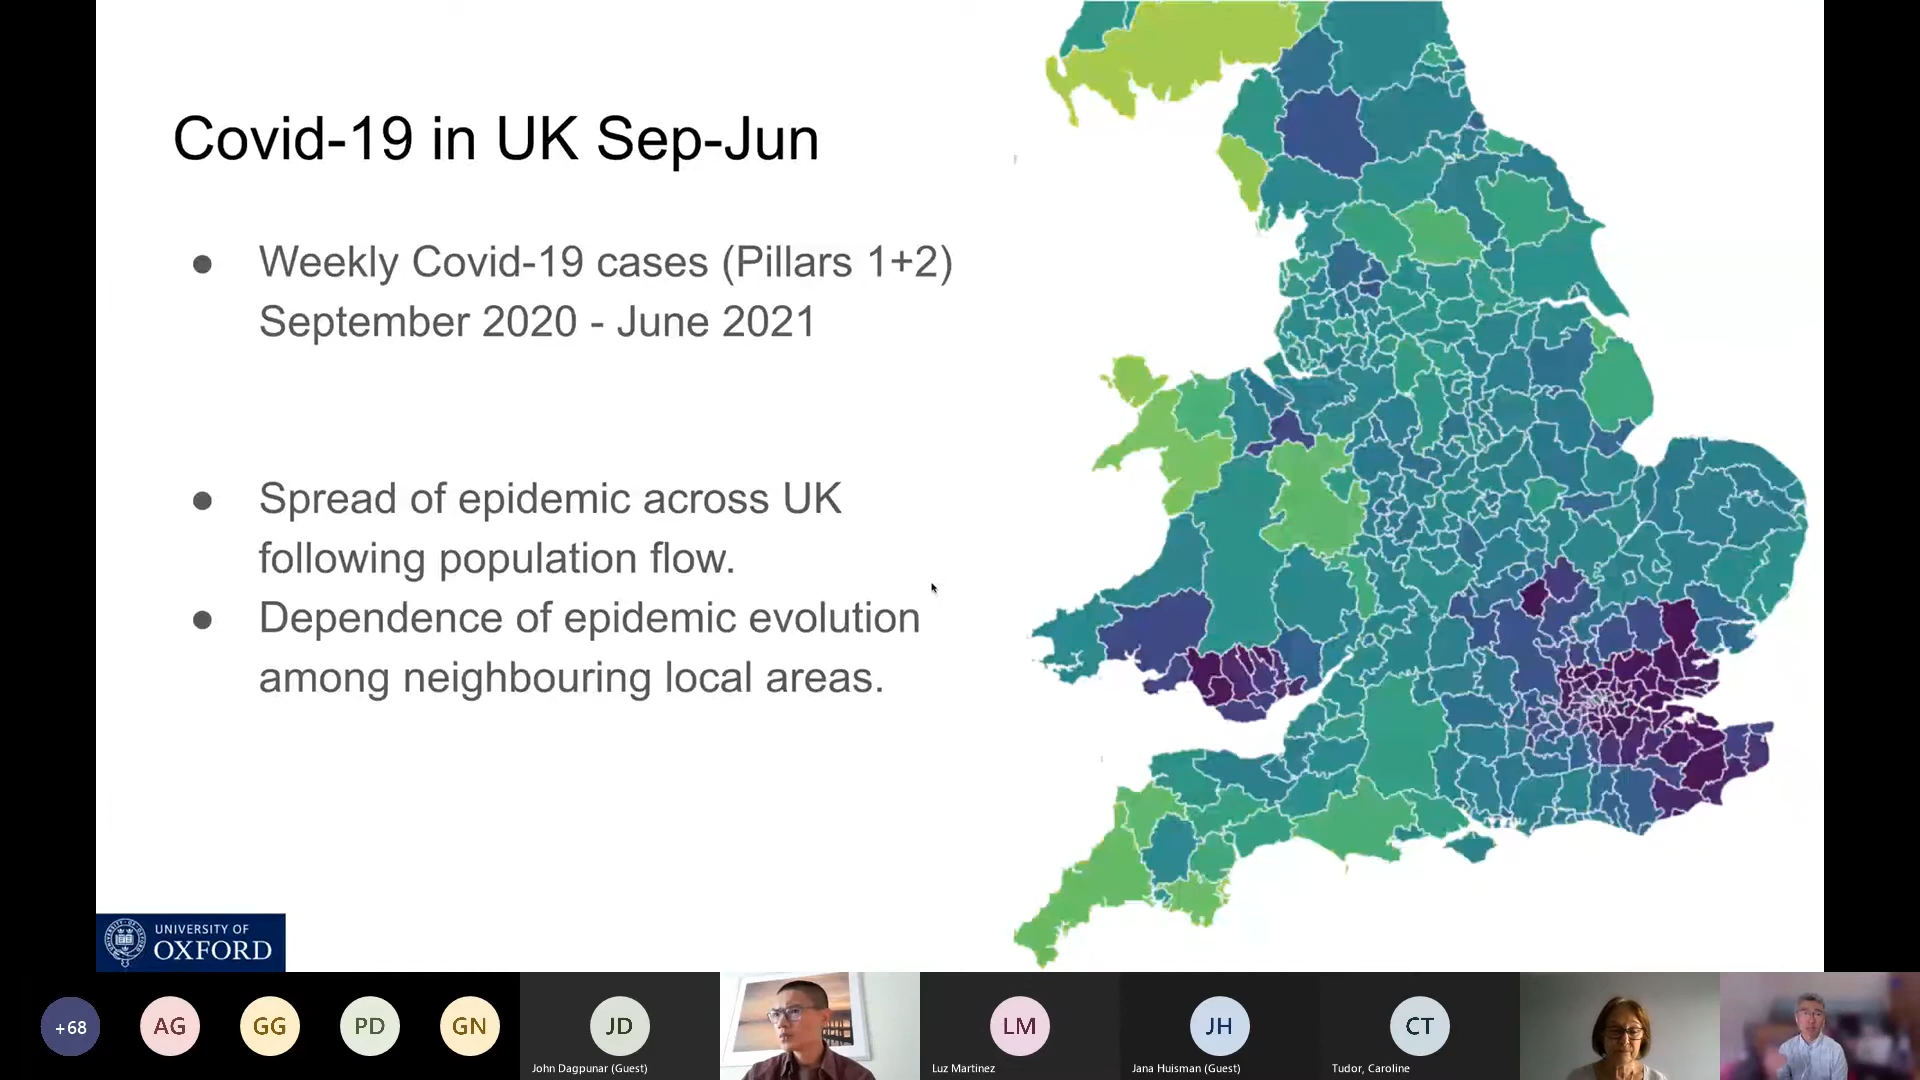 Covid-19 in UK Sep-Jun
● Weekly Covid-19 cases (Pillars 1+2)
September 2020 - June 2021
● Spread of epidemic across UK
following population flow.
● Dependence of epidemic evolution
among neighbouring local areas.
UNIVERSITY OF
OXFORD
+68
AG
GG
PD
GN
JD
John Dagpunar (Guest)
LM
Luz Martinez
JH
Jana Huisman (Guest)
CT
Tudor, Caroline